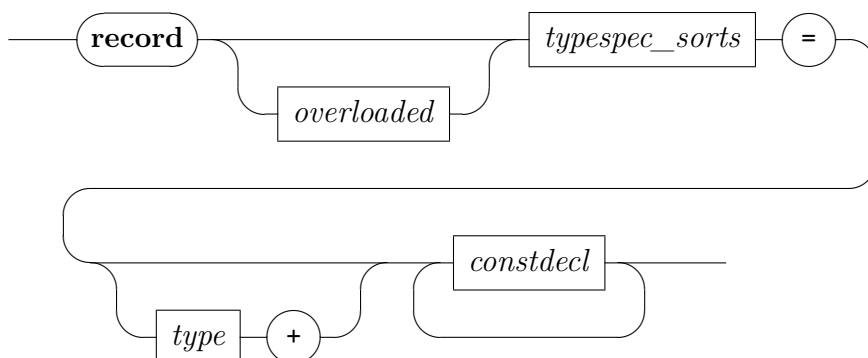 record typespec_sorts =
overloaded
constdecl
type +